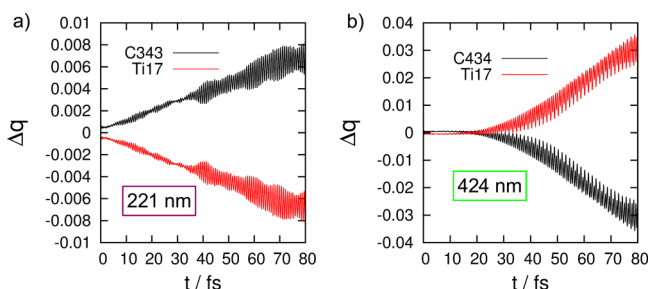 a)
b)
0.01
0.008
0.006
0.004
0.002
0
-0.002
-0.004
-0.006
-0.008
-0.01
Δq
C343
Ti17
221 nm
0 10 20 30 40 50 60 70 80
t / fs
0.04
0.03
0.02
0.01
0
-0.01
-0.02
-0.03
-0.04
Δq
C434
Ti17
424 nm
0 10 20 30 40 50 60 70 80
t / fs